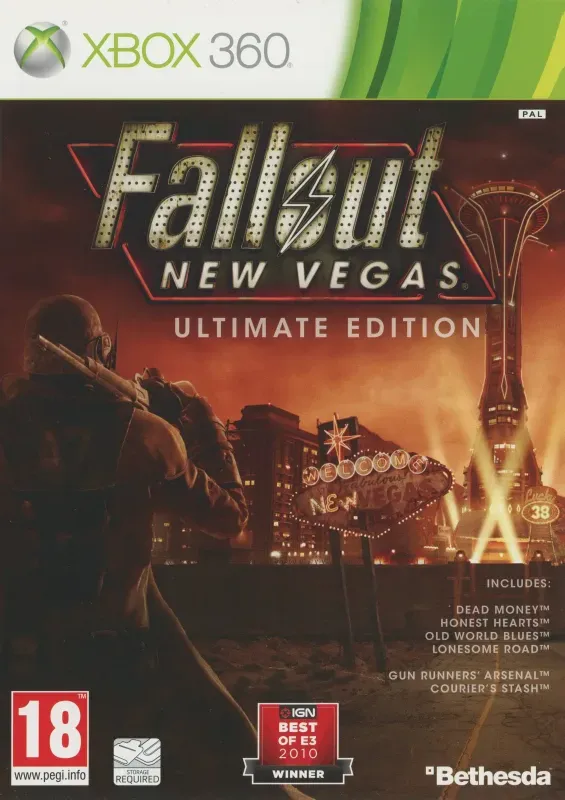 XBOX 360
PAL
Fallout
NEW VEGAS
ULTIMATE EDITION
WELCOME
Fabulous
NEW VEGAS
Lucky
38
INCLUDES:
DEAD MONEY™
HONEST HEARTS™
OLD WORLD BLUES™
LONESOME ROAD™
GUN RUNNERS' ARSENAL™
COURIER'S STASH™
18
www.pegi.info
STORAGE
REQUIRED
IGN
BEST
OF E3
2010
WINNER
Bethesda